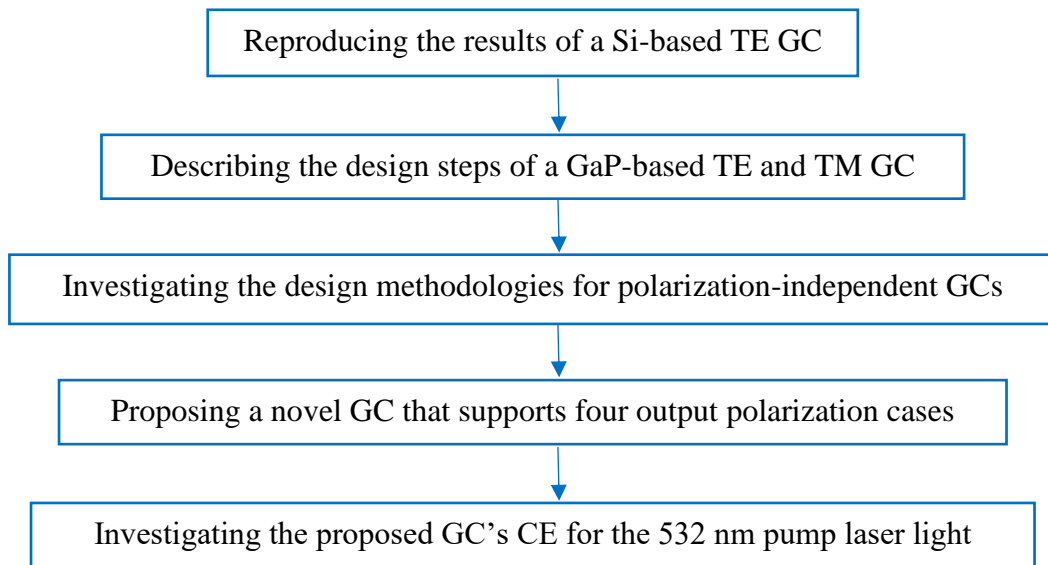 Reproducing the results of a Si-based TE GC
Describing the design steps of a GaP-based TE and TM GC
Investigating the design methodologies for polarization-independent GCs
Proposing a novel GC that supports four output polarization cases
Investigating the proposed GC’s CE for the 532 nm pump laser light